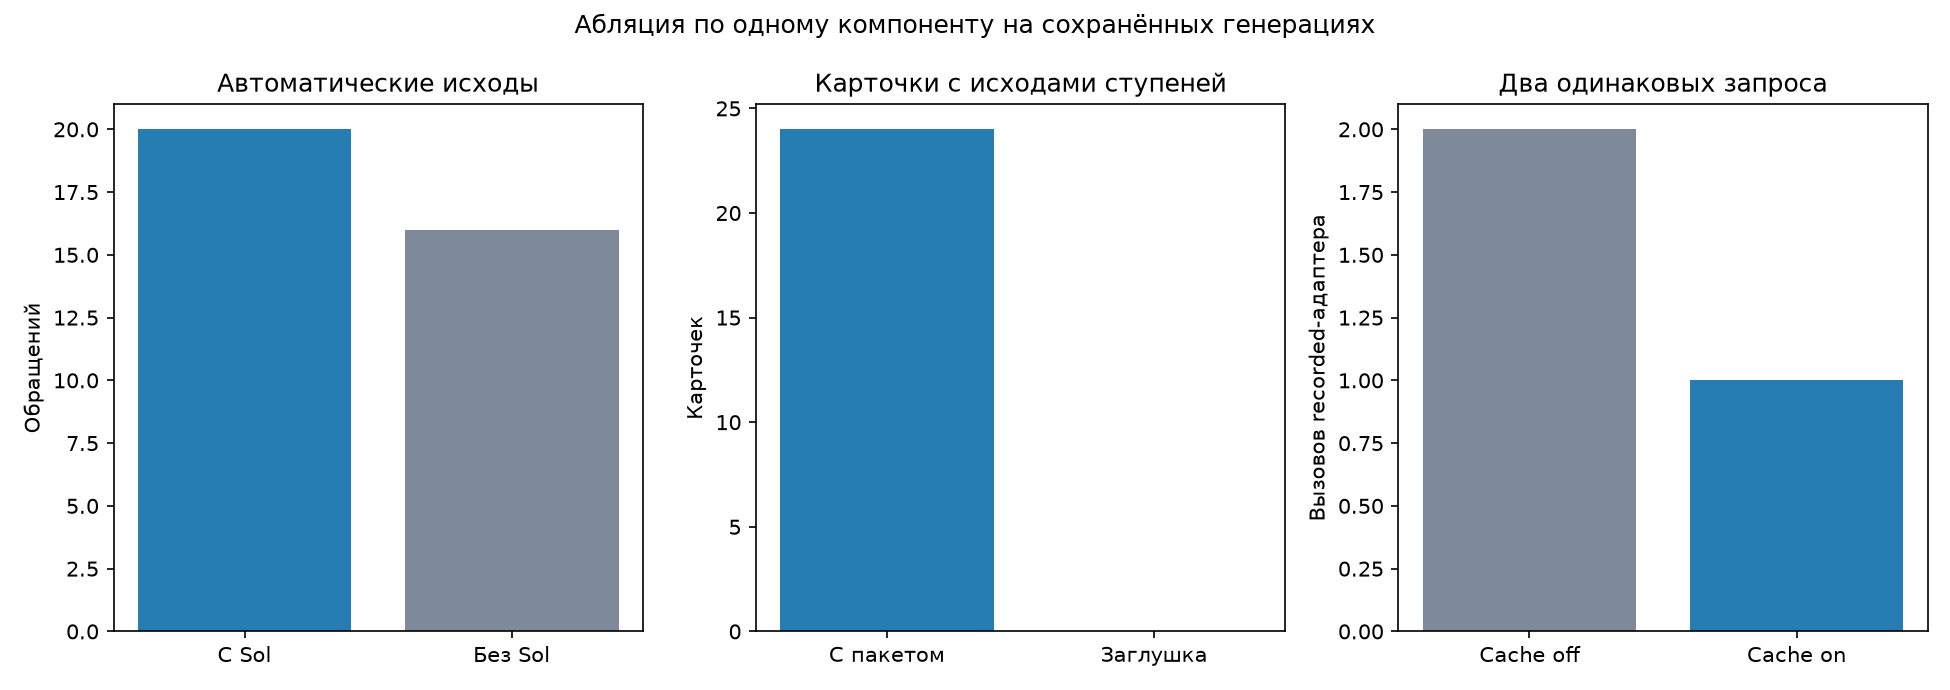 Абляция по одному компоненту на сохранённых генерациях
Автоматические исходы
Обращений
20.0
17.5
15.0
12.5
10.0
7.5
5.0
2.5
0.0
С Sol
Без Sol
Карточки с исходами ступеней
Карточек
25
20
15
10
5
0
С пакетом
Заглушка
Два одинаковых запроса
Вызовов recorded-адаптера
2.00
1.75
1.50
1.25
1.00
0.75
0.50
0.25
0.00
Cache off
Cache on